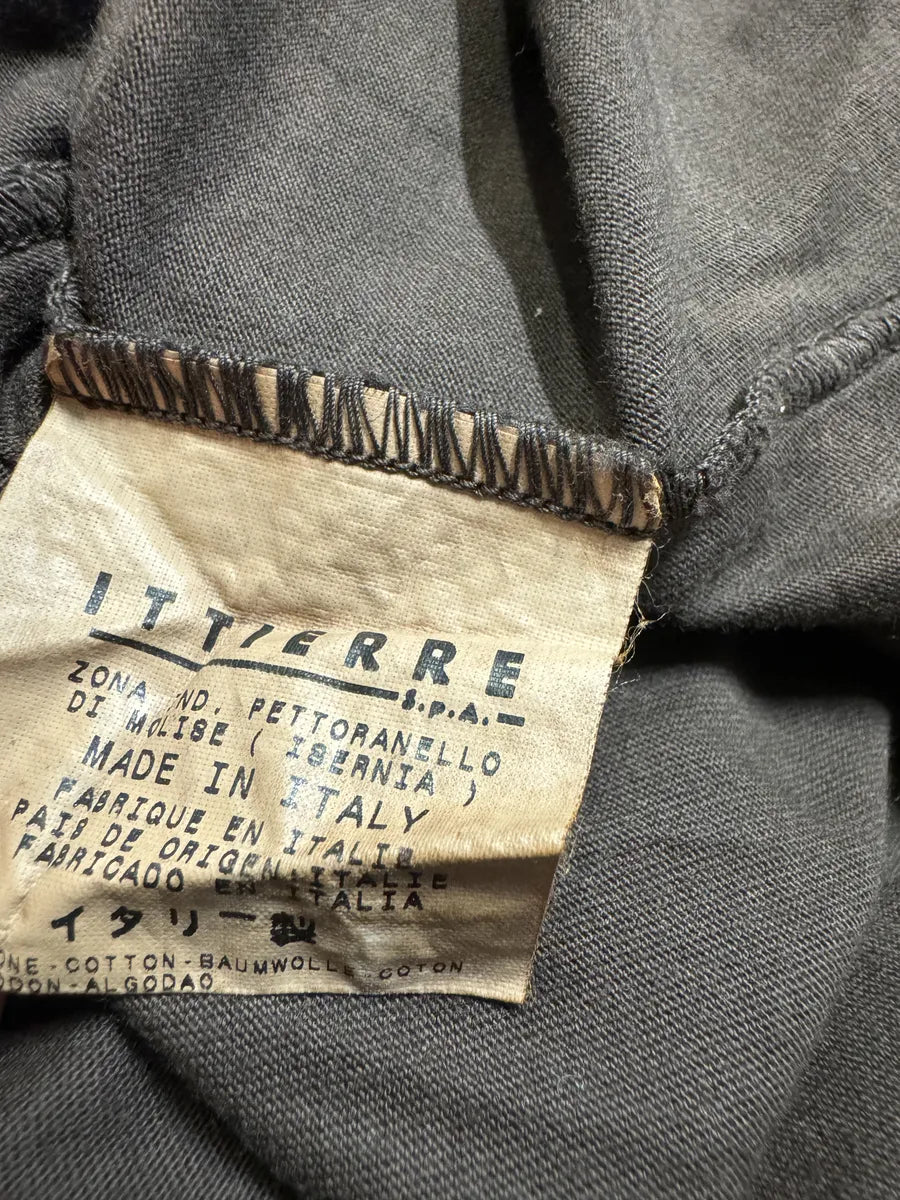 ITTIERRE
S.p.A.
ZONA IND. PETTORANELLO
DI MOLISE ( ISERNIA )
MADE IN ITALY
FABRIQUE EN ITALIE
PAIS DE ORIGEN:ITALIE
FABRICADO EN ITALIA
イタリー製
COTTON-BAUMWOLLE-COTON
ALGODAO